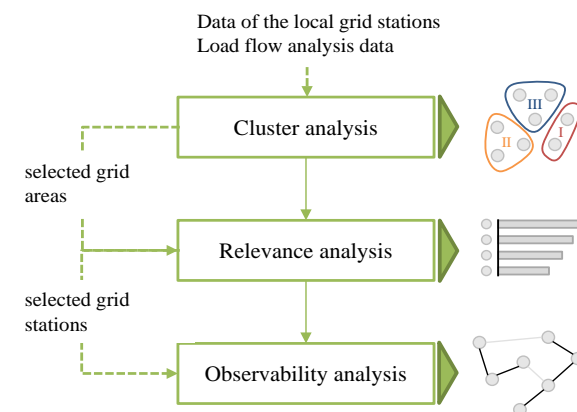 Data of the local grid stations
Load flow analysis data
Cluster analysis
III
I
II
selected grid
areas
Relevance analysis
selected grid
stations
Observability analysis